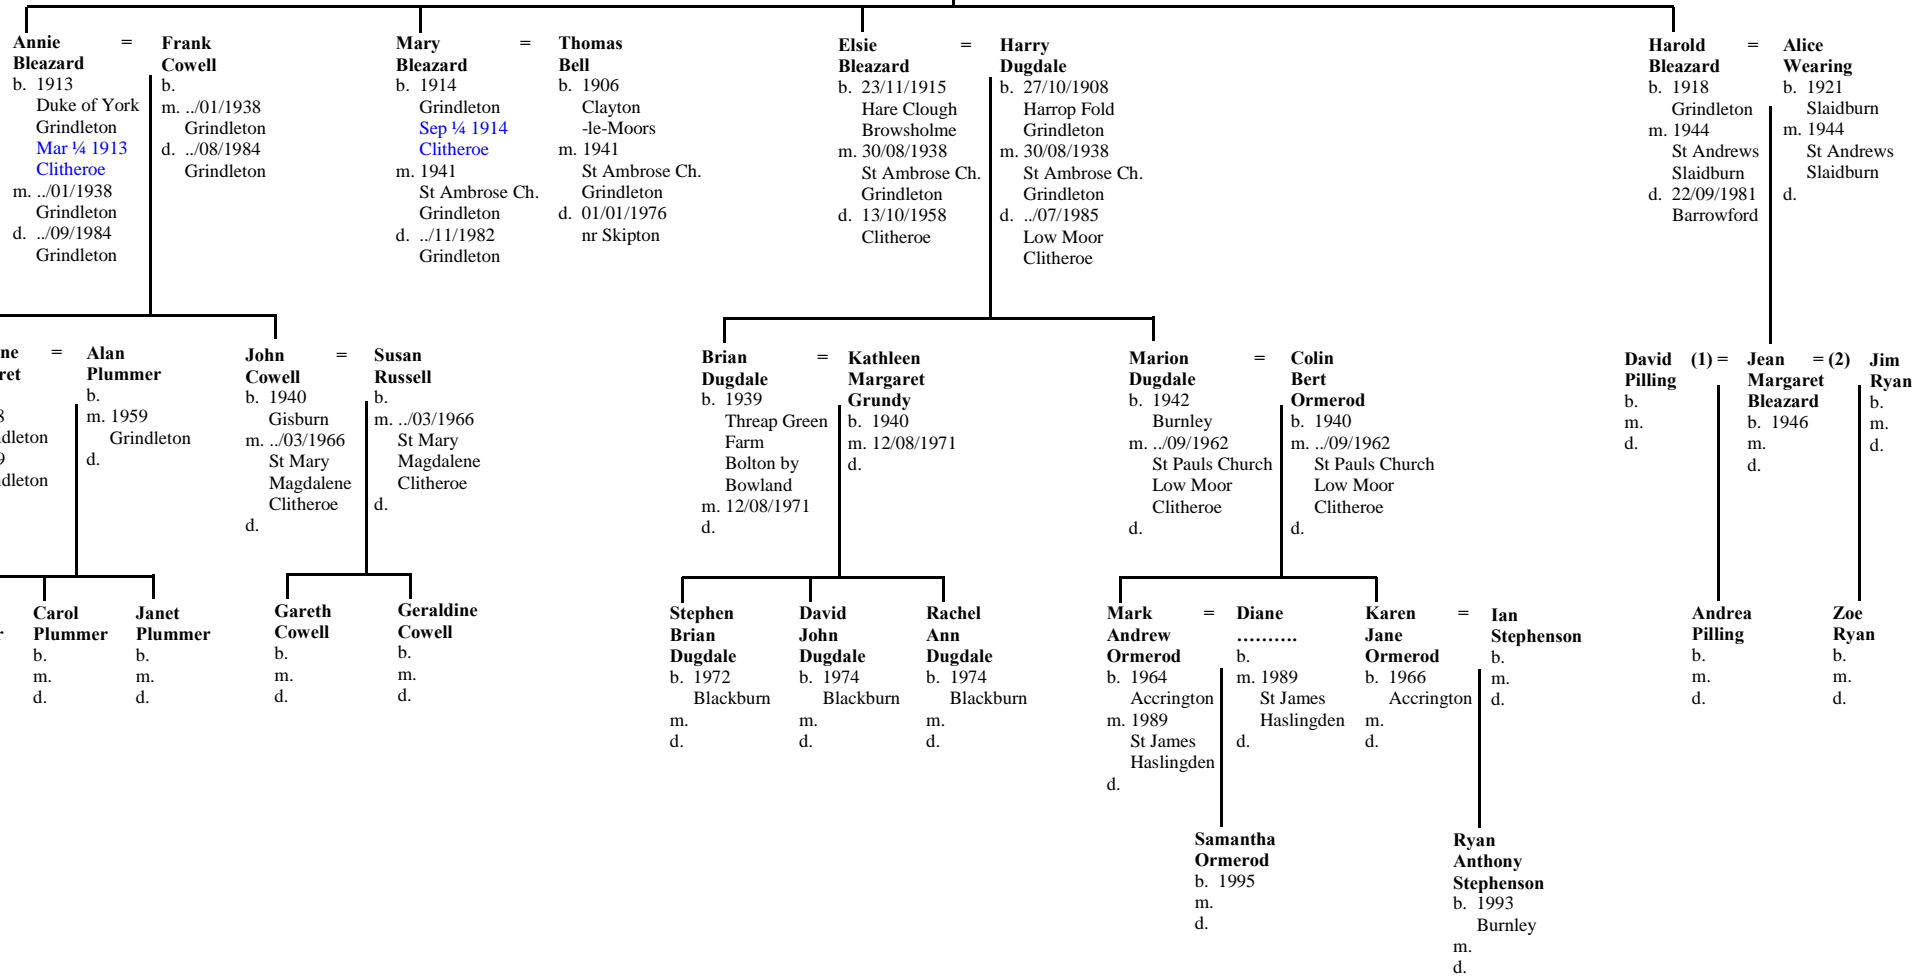 Annie =
Bleazard
b. 1913
Duke of York
Grindleton
Mar ¼ 1913
Clitheroe
m. ../01/1938
Grindleton
d. ../09/1984
Grindleton
Frank
Cowell
b.
m. ../01/1938
Grindleton
d. ../08/1984
Grindleton
Mary =
Bleazard
b. 1914
Grindleton
Sep ¼ 1914
Clitheroe
m. 1941
St Ambrose Ch.
Grindleton
d. ../11/1982
Grindleton
Thomas
Bell
b. 1906
Clayton
-le-Moors
m. 1941
St Ambrose Ch.
Grindleton
d. 01/01/1976
nr Skipton
Elsie =
Bleazard
b. 23/11/1915
Hare Clough
Browsholme
m. 30/08/1938
St Ambrose Ch.
Grindleton
d. 13/10/1958
Clitheroe
Harry
Dugdale
b. 27/10/1908
Harrop Fold
Grindleton
m. 30/08/1938
St Ambrose Ch.
Grindleton
d. ../07/1985
Low Moor
Clitheroe
Harold =
Bleazard
b. 1918
Grindleton
m. 1944
St Andrews
Slaidburn
d. 22/09/1981
Barrowford
Alice
Wearing
b. 1921
Slaidburn
m. 1944
St Andrews
Slaidburn
d.
ne =
ret
8
dleton
9
dleton
Alan
Plummer
b.
m. 1959
Grindleton
d.
John =
Cowell
b. 1940
Gisburn
m. ../03/1966
St Mary
Magdalene
Clitheroe
d.
Susan
Russell
b.
m. ../03/1966
St Mary
Magdalene
Clitheroe
d.
Brian =
Dugdale
b. 1939
Threap Green
Farm
Bolton by
Bowland
m. 12/08/1971
d.
Kathleen
Margaret
Grundy
b. 1940
m. 12/08/1971
d.
Marion =
Dugdale
b. 1942
Burnley
m. ../09/1962
St Pauls Church
Low Moor
Clitheroe
d.
Colin
Bert
Ormerod
b. 1940
m. ../09/1962
St Pauls Church
Low Moor
Clitheroe
d.
David (1) =
Pilling
b.
m.
d.
Jean = (2)
Margaret
Bleazard
b. 1946
m.
d.
Jim
Ryan
b.
m.
d.
r
Carol
Plummer
b.
m.
d.
Janet
Plummer
b.
m.
d.
Gareth
Cowell
b.
m.
d.
Geraldine
Cowell
b.
m.
d.
Stephen
Brian
Dugdale
b. 1972
Blackburn
m.
d.
David
John
Dugdale
b. 1974
Blackburn
m.
d.
Rachel
Ann
Dugdale
b. 1974
Blackburn
m.
d.
Mark =
Andrew
Ormerod
b. 1964
Accrington
m. 1989
St James
Haslingden
d.
Diane
……….
b.
m. 1989
St James
Haslingden
d.
Karen =
Jane
Ormerod
b. 1966
Accrington
m.
d.
Ian
Stephenson
b.
m.
d.
Andrea
Pilling
b.
m.
d.
Zoe
Ryan
b.
m.
d.
Samantha
Ormerod
b. 1995
m.
d.
Ryan
Anthony
Stephenson
b. 1993
Burnley
m.
d.